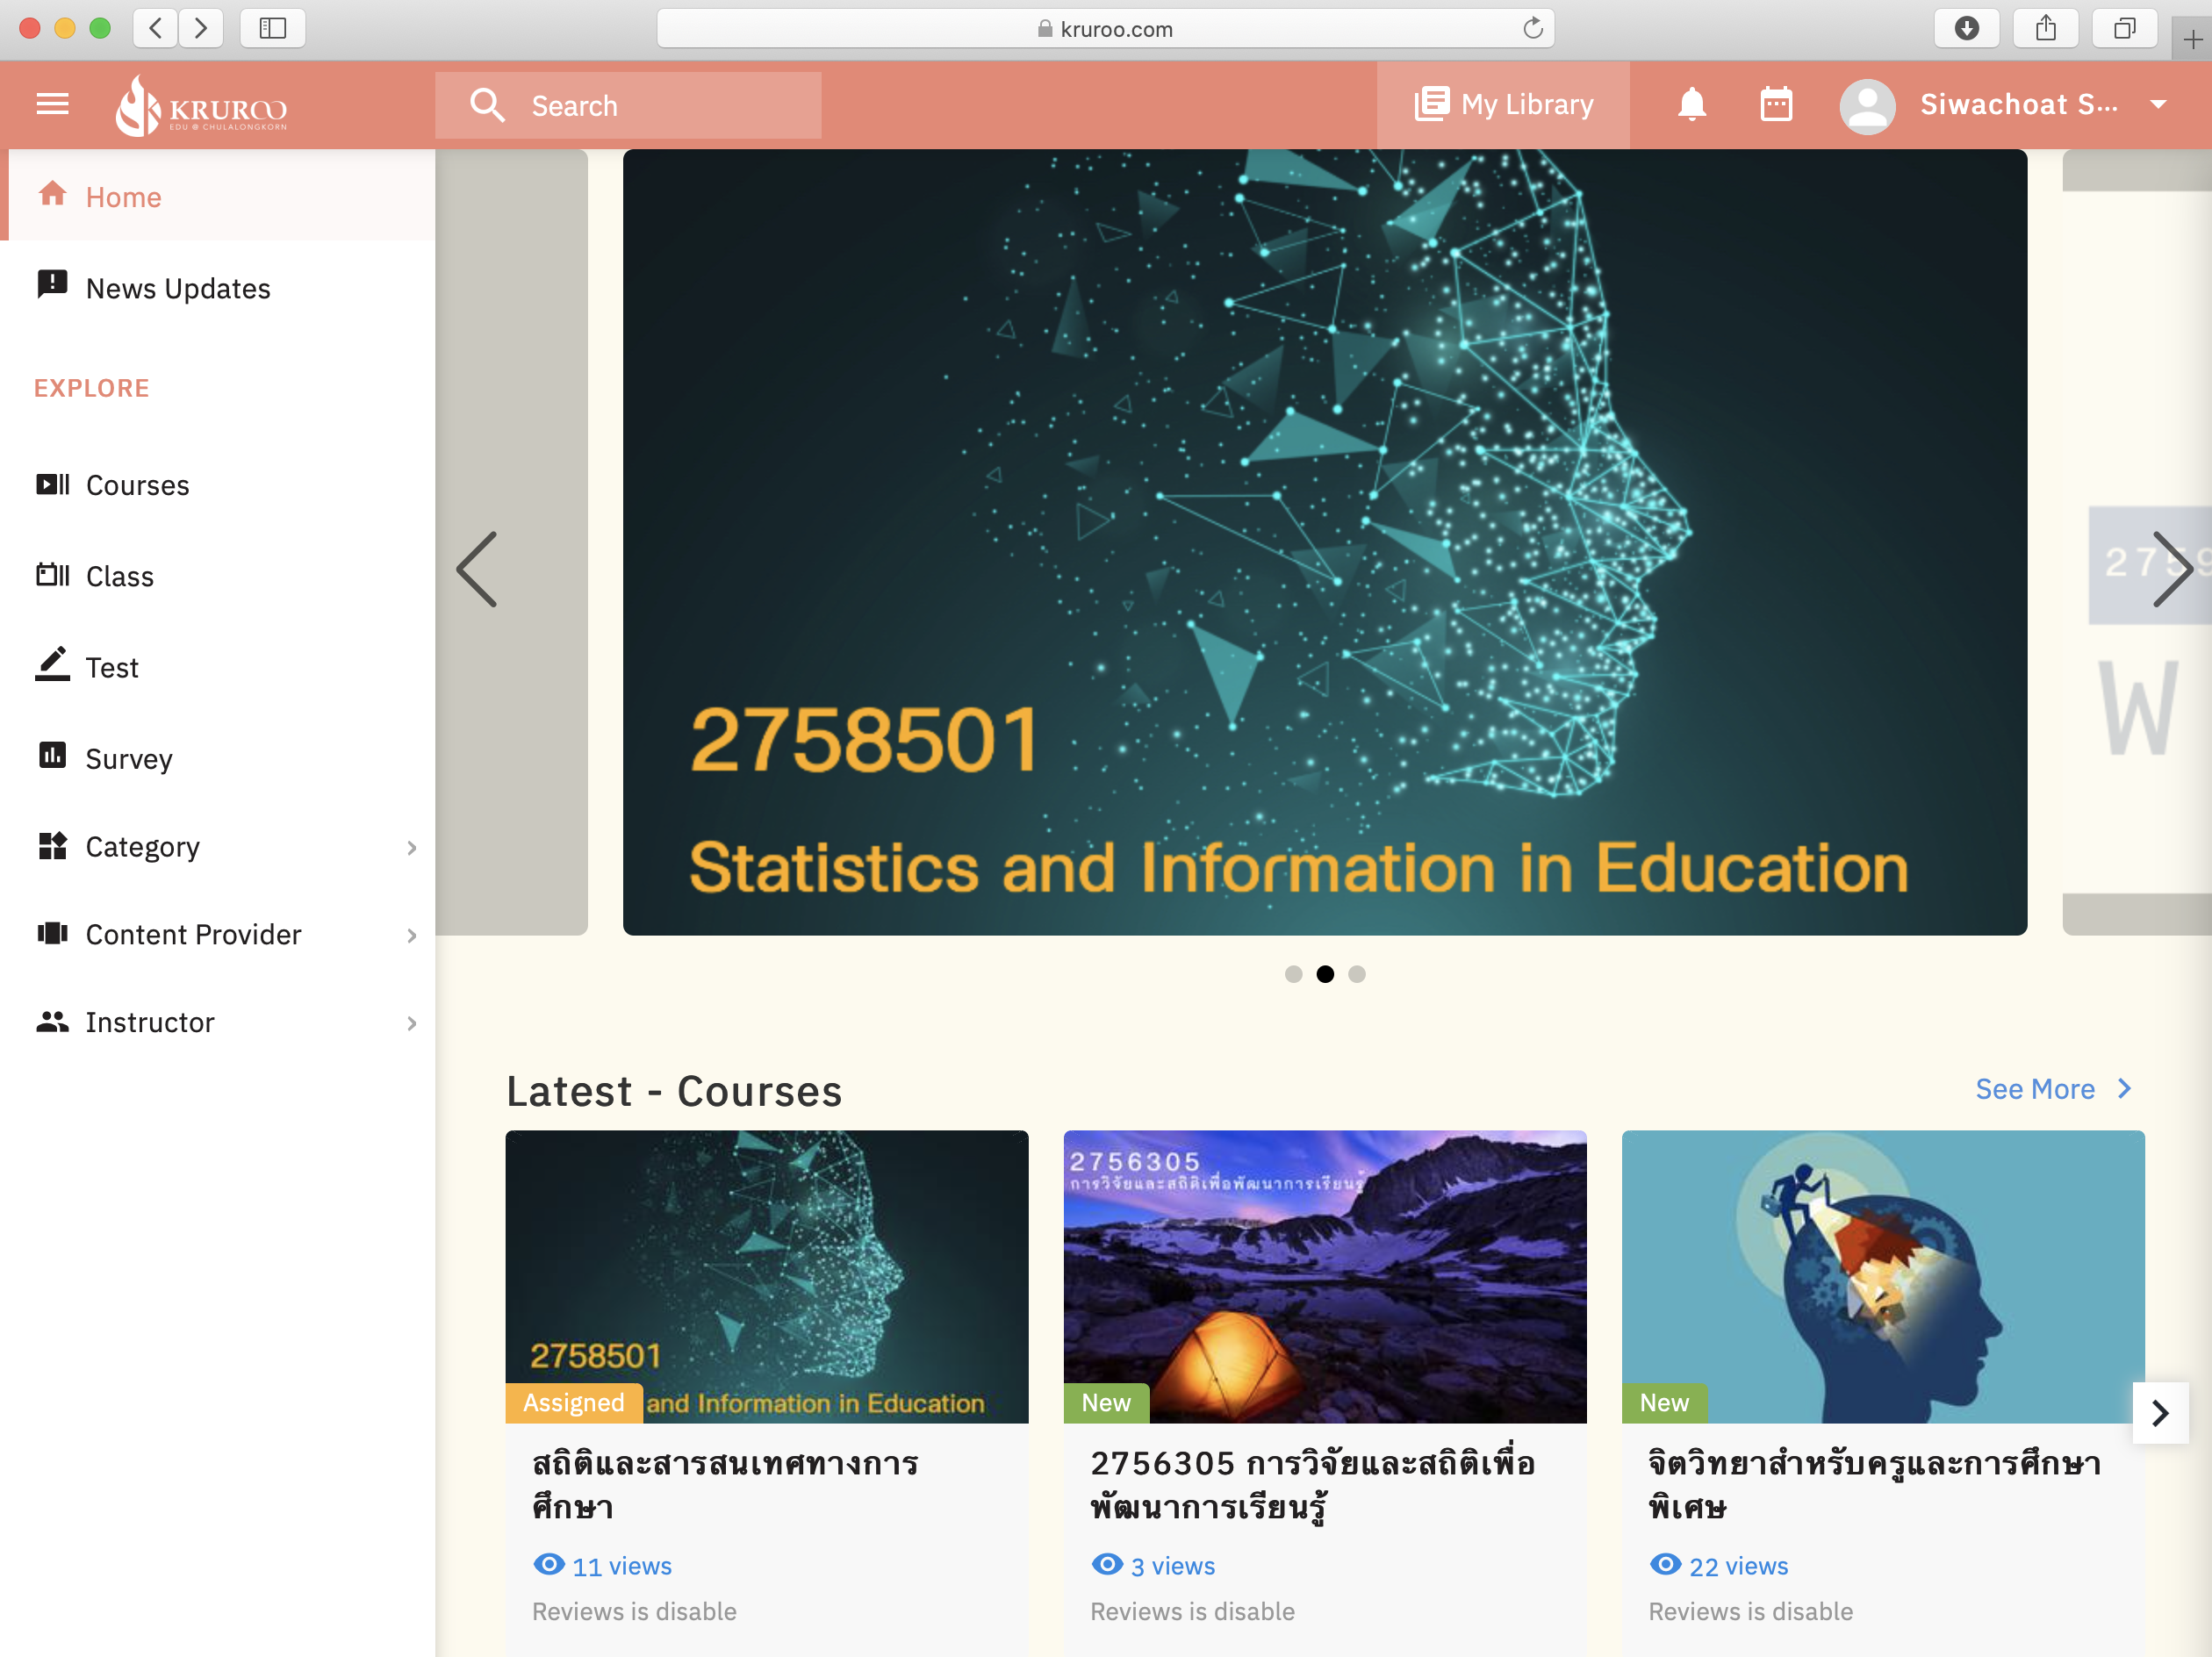 kruroo.com
KRUROO
EDU @ CHULALONGKORN
Search
My Library
Siwachoat S...
Home
News Updates
EXPLORE
Courses
Class
Test
Survey
Category
Content Provider
Instructor
2758501
Statistics and Information in Education
2759
W
Latest - Courses
See More
2758501
Assigned
and Information in Education
สถิติและสารสนเทศทางการ
ศึกษา
11 views
Reviews is disable
2756305
การวิจัยและสถิติเพื่อพัฒนาการเรียนรู้
New
2756305 การวิจัยและสถิติเพื่อ
พัฒนาการเรียนรู้
3 views
Reviews is disable
New
จิตวิทยาสำหรับครูและการศึกษา
พิเศษ
22 views
Reviews is disable